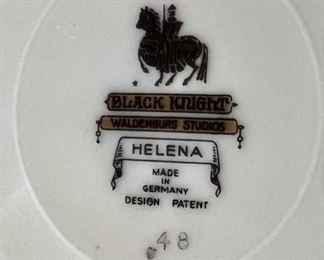 BLACK KNIGHT
WALDENBURG STUDIOS
HELENA
MADE
IN
GERMANY
DESIGN PATENT
48